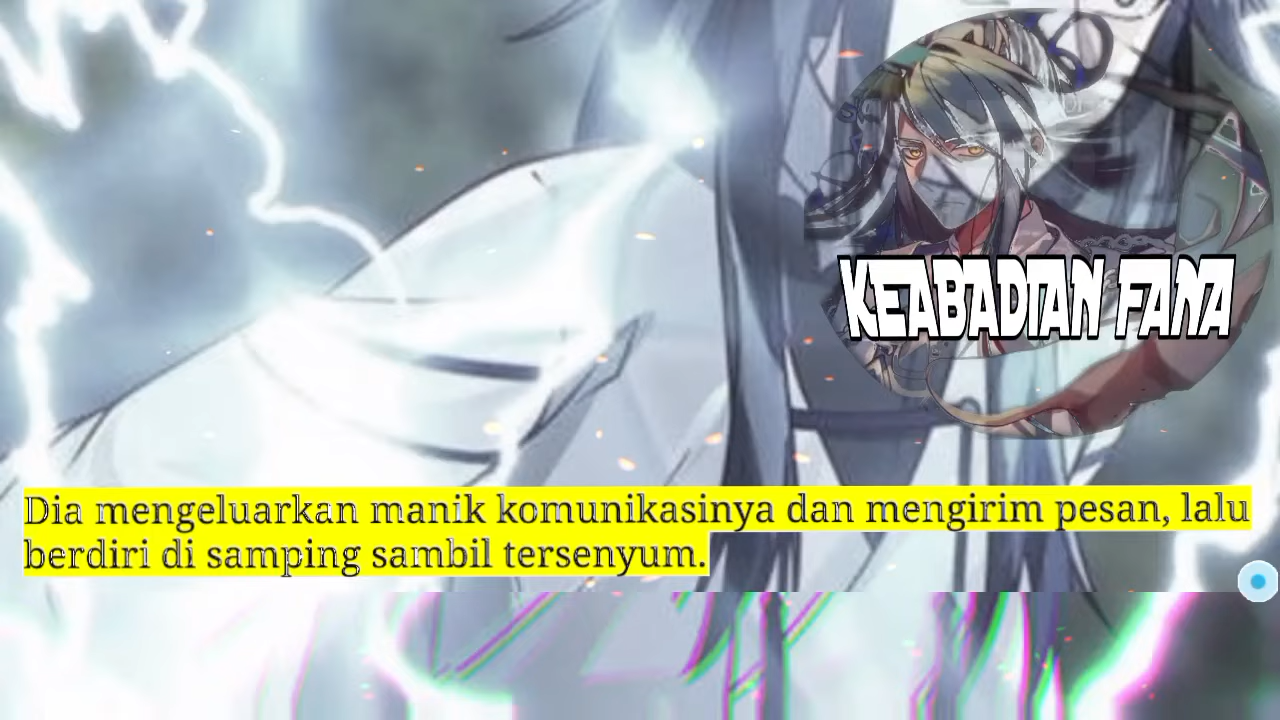 KEABADIAN FANA
Dia mengeluarkan manik komunikasinya dan mengirim pesan, lalu
berdiri di samping sambil tersenyum.